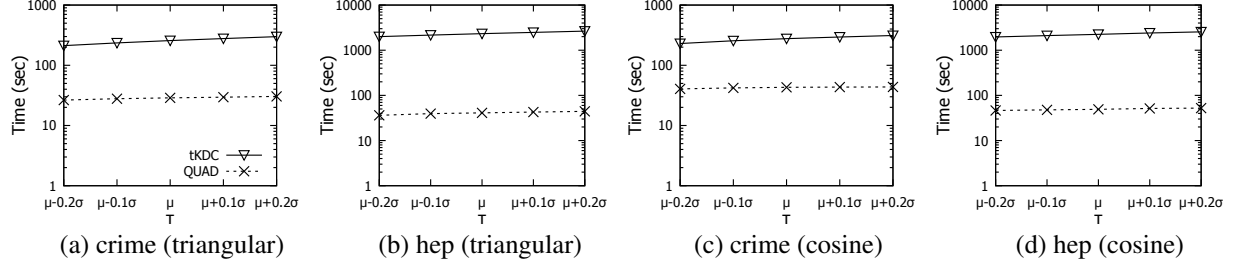 1000
100
10
1
Time (sec)
tKDC
QUAD
μ-0.2σ μ-0.1σ μ μ+0.1σ μ+0.2σ
τ
(a) crime (triangular)
10000
1000
100
10
1
Time (sec)
μ-0.2σ μ-0.1σ μ μ+0.1σ μ+0.2σ
τ
(b) hep (triangular)
1000
100
10
1
Time (sec)
μ-0.2σ μ-0.1σ μ μ+0.1σ μ+0.2σ
τ
(c) crime (cosine)
10000
1000
100
10
1
Time (sec)
μ-0.2σ μ-0.1σ μ μ+0.1σ μ+0.2σ
τ
(d) hep (cosine)